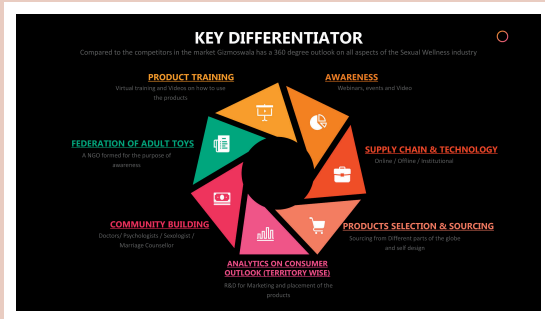 KEY DIFFERENTIATOR
Compared to the competitors in the market Gizmoswala has a 360 degree outlook on all aspects of the Sexual Wellness industry
PRODUCT TRAINING
Virtual training and Videos on how to use
the products
AWARENESS
Webinars, events and Video
FEDERATION OF ADULT TOYS
A NGO formed for the purpose of
awareness
SUPPLY CHAIN & TECHNOLOGY
Online / Offline / Institutional
COMMUNITY BUILDING
Doctors/ Psychologists / Sexologist /
Marriage Counsellor
PRODUCTS SELECTION & SOURCING
Sourcing from Different parts of the globe
and self design
ANALYTICS ON CONSUMER
OUTLOOK (TERRITORY WISE)
R&D for Marketing and placement of the
products